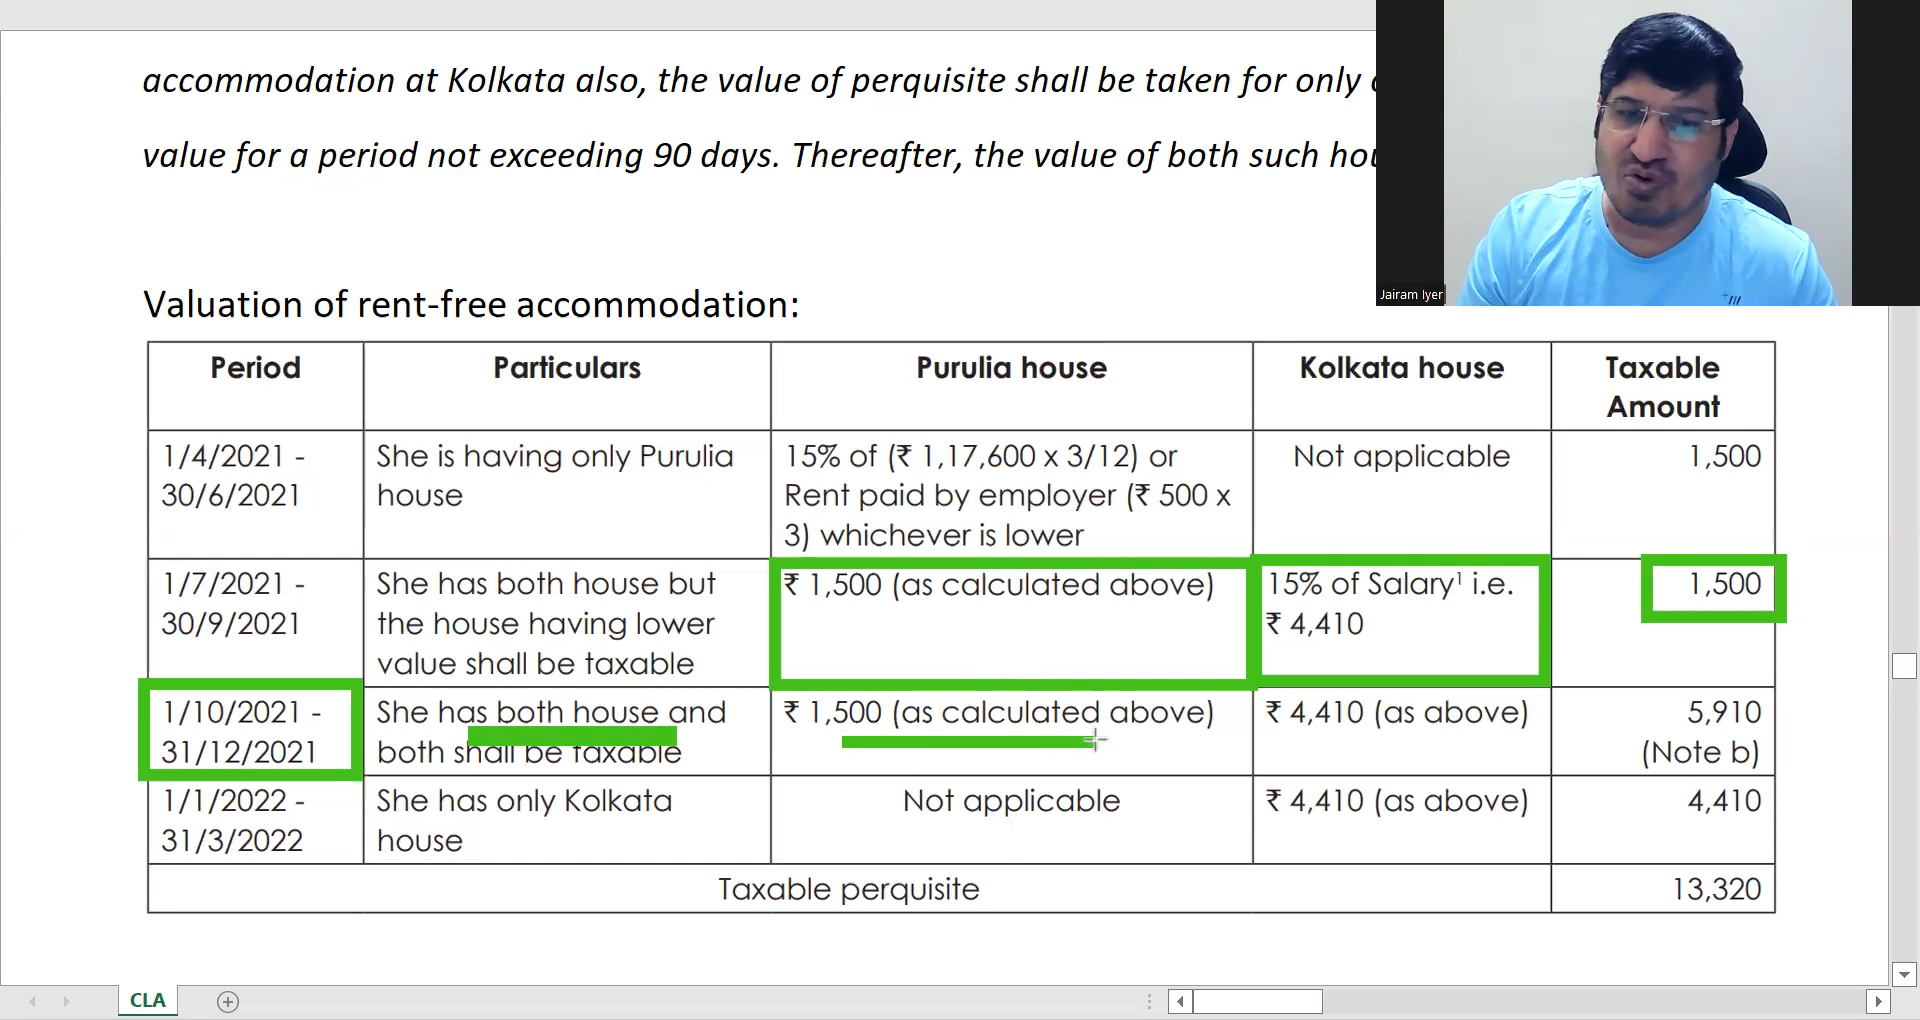 accommodation at Kolkata also, the value of perquisite shall be taken for only
value for a period not exceeding 90 days. Thereafter, the value of both such
Jairam Iyer
Valuation of rent-free accommodation:
Period Particulars Purulia house Kolkata house Taxable
Amount
1/4/2021 - She is having only Purulia 15% of (₹ 1,17,600 x 3/12) or Not applicable 1,500
30/6/2021 house Rent paid by employer (₹ 500 x
3) whichever is lower
1/7/2021 - She has both house but ₹ 1,500 (as calculated above) 15% of Salary¹ i.e. 1,500
30/9/2021 the house having lower ₹ 4,410
value shall be taxable
1/10/2021 - She has both house and ₹ 1,500 (as calculated above) ₹ 4,410 (as above) 5,910
31/12/2021 both shall be taxable (Note b)
1/1/2022 - She has only Kolkata Not applicable ₹ 4,410 (as above) 4,410
31/3/2022 house
Taxable perquisite 13,320
CLA